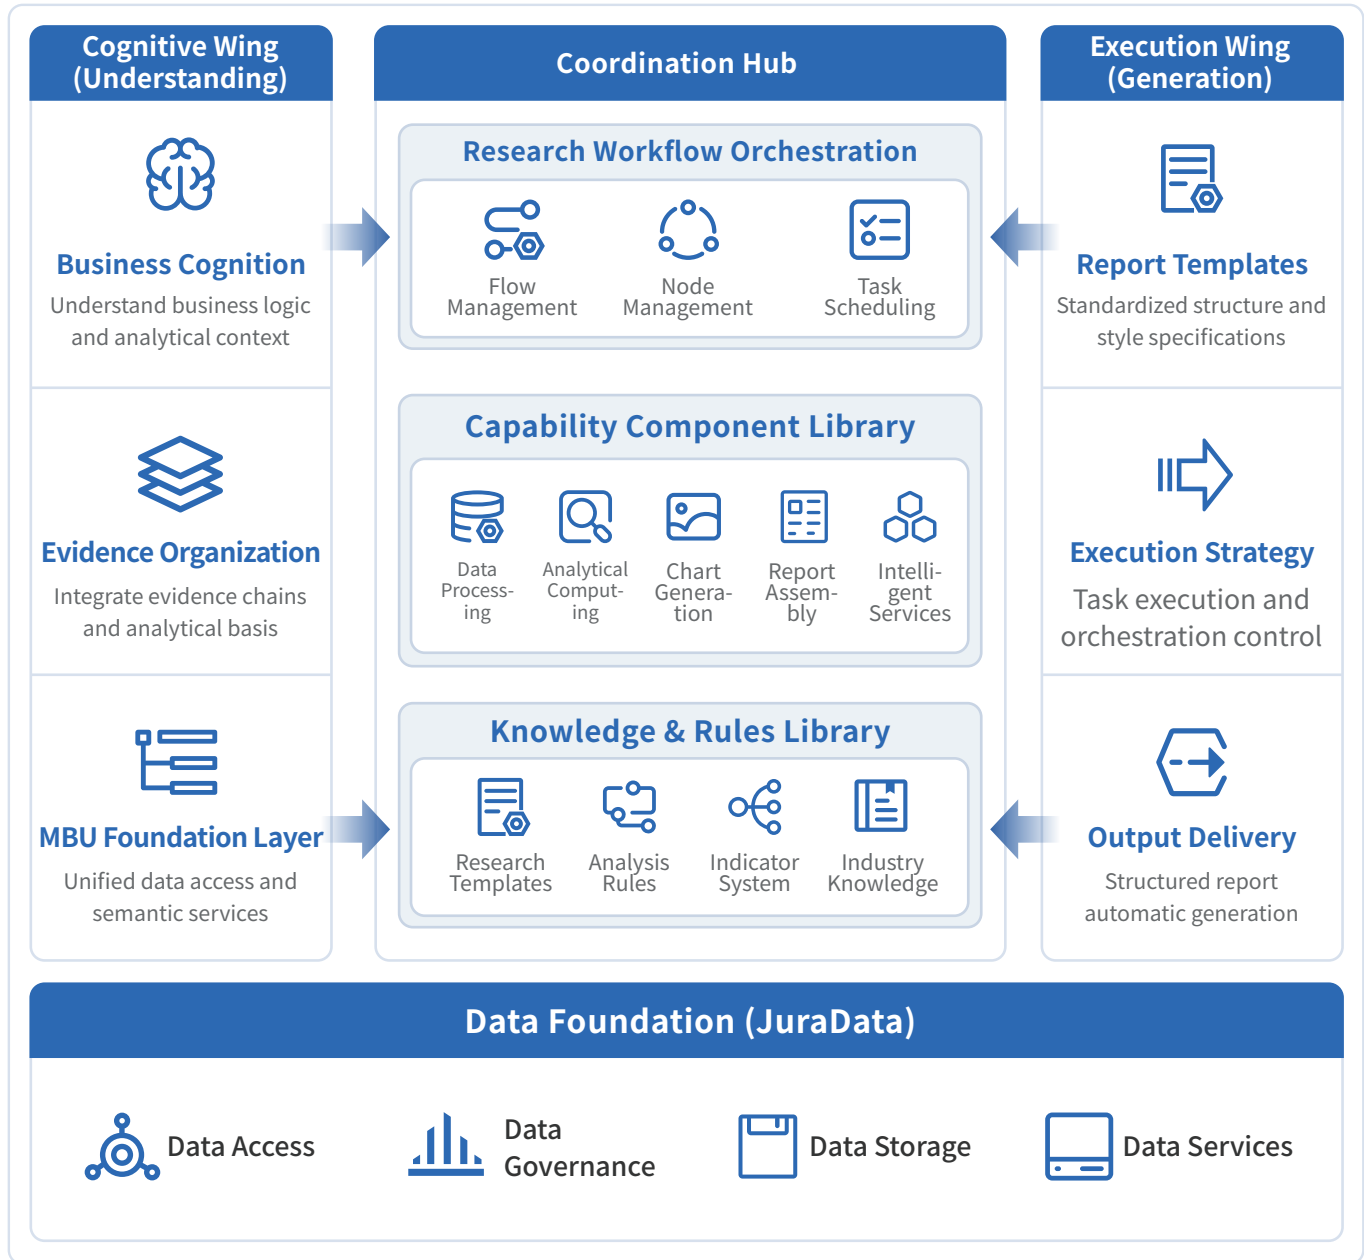 Cognitive Wing
(Understanding)
Business Cognition
Understand business logic
and analytical context
Evidence Organization
Integrate evidence chains
and analytical basis
MBU Foundation Layer
Unified data access and
semantic services
Coordination Hub
Research Workflow Orchestration
Flow
Management
Node
Management
Task
Scheduling
Capability Component Library
Data
Process-
ing
Analytical
Comput-
ing
Chart
Genera-
tion
Report
Assem-
bly
Intelli-
gent
Services
Knowledge & Rules Library
Research
Templates
Analysis
Rules
Indicator
System
Industry
Knowledge
Execution Wing
(Generation)
Report Templates
Standardized structure and
style specifications
Execution Strategy
Task execution and
orchestration control
Output Delivery
Structured report
automatic generation
Data Foundation (JuraData)
Data Access
Data
Governance
Data Storage
Data Services